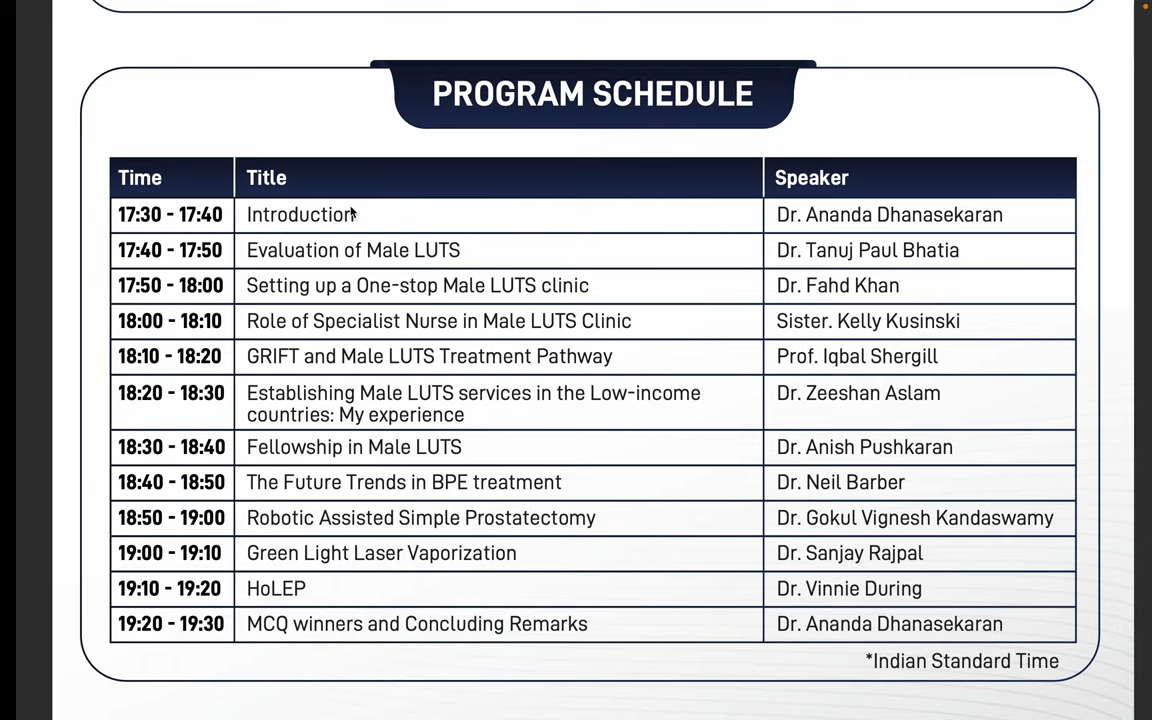 PROGRAM SCHEDULE
Time Title Speaker
17:30 - 17:40 Introduction Dr. Ananda Dhanasekaran
17:40 - 17:50 Evaluation of Male LUTS Dr. Tanuj Paul Bhatia
17:50 - 18:00 Setting up a One-stop Male LUTS clinic Dr. Fahd Khan
18:00 - 18:10 Role of Specialist Nurse in Male LUTS Clinic Sister. Kelly Kusinski
18:10 - 18:20 GRIFT and Male LUTS Treatment Pathway Prof. Iqbal Shergill
18:20 - 18:30 Establishing Male LUTS services in the Low-income Dr. Zeeshan Aslam
countries: My experience
18:30 - 18:40 Fellowship in Male LUTS Dr. Anish Pushkaran
18:40 - 18:50 The Future Trends in BPE treatment Dr. Neil Barber
18:50 - 19:00 Robotic Assisted Simple Prostatectomy Dr. Gokul Vignesh Kandaswamy
19:00 - 19:10 Green Light Laser Vaporization Dr. Sanjay Rajpal
19:10 - 19:20 HoLEP Dr. Vinnie During
19:20 - 19:30 MCQ winners and Concluding Remarks Dr. Ananda Dhanasekaran
*Indian Standard Time